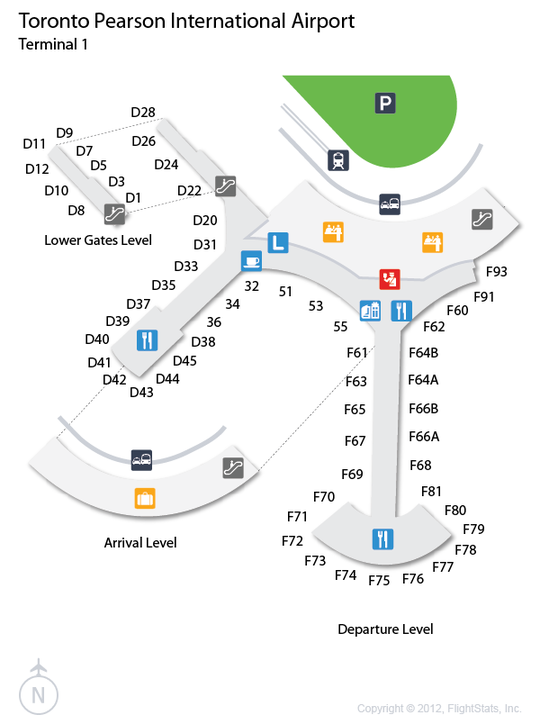 Toronto Pearson International Airport
Terminal 1
P
D28
D9
D11
D7
D26
D12
D5
D24
D10
D3
D22
D1
D8
D20
Lower Gates Level
L
D31
D33
F93
D35
32
51
F91
34
53
F60
D37
D39
36
55
F62
D40
D38
D41
D45
F61
F64B
D42
D44
D43
F63
F64A
F65
F66B
F67
F66A
F69
F68
F70
F81
F71
F80
F72
F79
F73
F78
F74
F75
F76
F77
Arrival Level
Departure Level
N
Copyright © 2012, FlightStats, Inc.